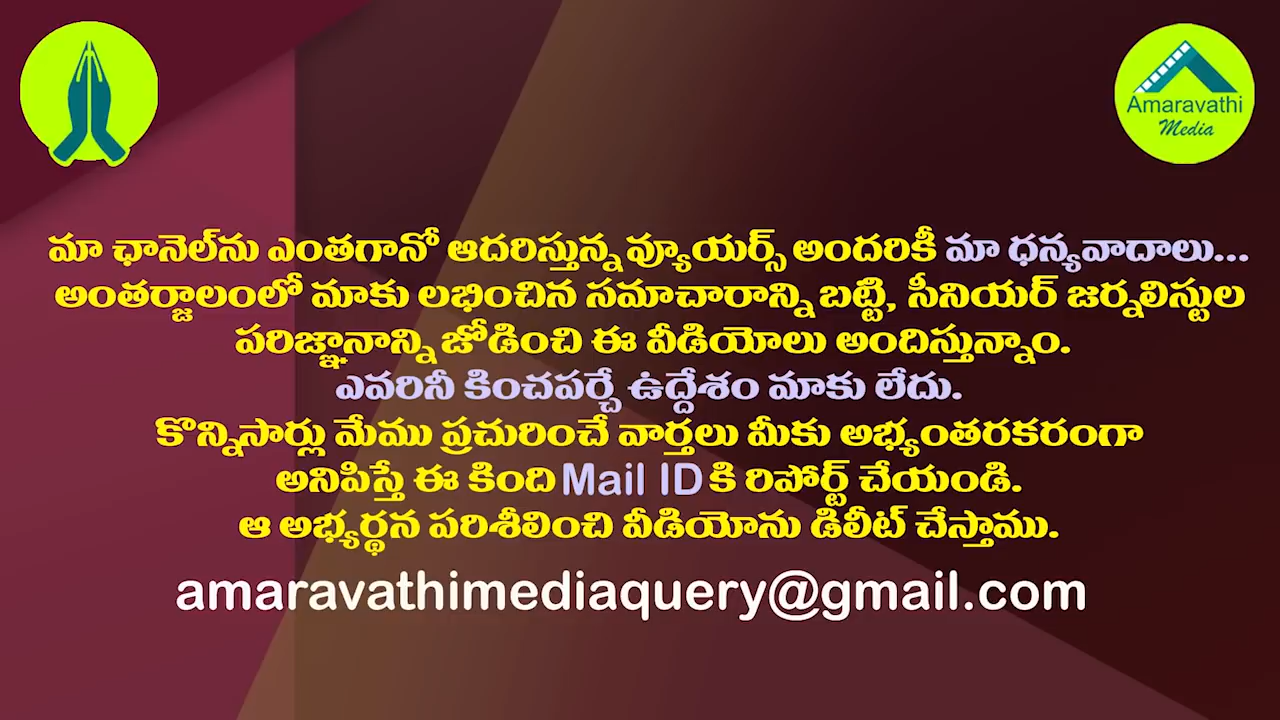 Amaravathi
Media
మా ఛానెల్‌ను ఎంతగానో ఆదరిస్తున్న వ్యూయర్స్ అందరికీ మా ధన్యవాదాలు...
అంతర్జాలంలో మాకు లభించిన సమాచారాన్ని బట్టి, సీనియర్ జర్నలిస్టుల
పరిజ్ఞానాన్ని జోడించి ఈ వీడియోలు అందిస్తున్నాం.
ఎవరినీ కించపర్చే ఉద్దేశం మాకు లేదు.
కొన్నిసార్లు మేము ప్రచురించే వార్తలు మీకు అభ్యంతరకరంగా
అనిపిస్తే ఈ కింది Mail ID కి రిపోర్ట్ చేయండి.
ఆ అభ్యర్థన పరిశీలించి వీడియోను డిలీట్ చేస్తాము.
amaravathimediaquery@gmail.com